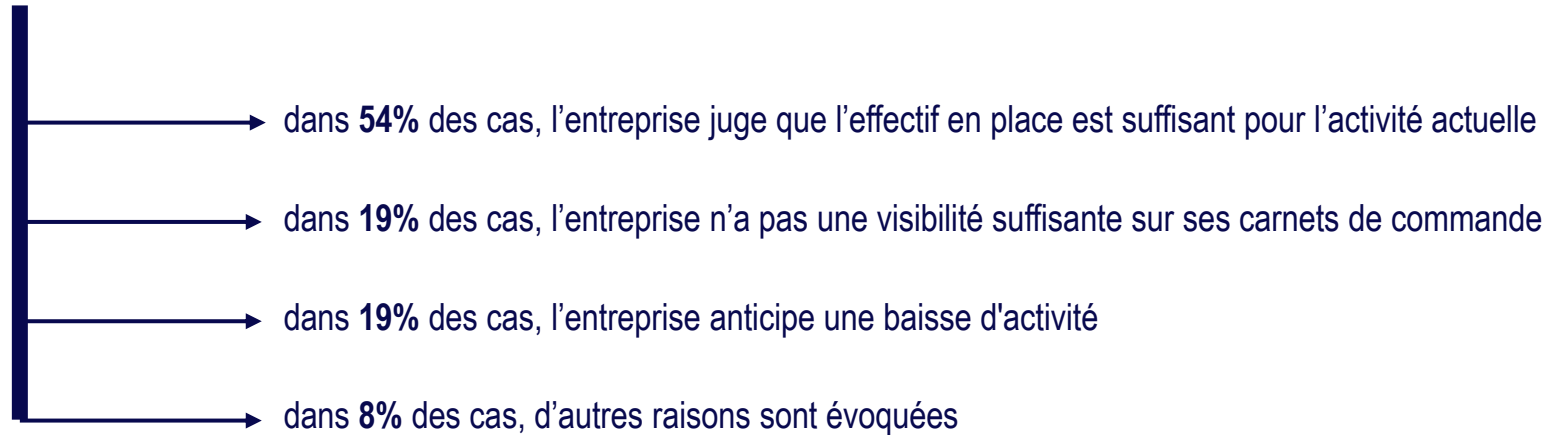 dans 54% des cas, l’entreprise juge que l’effectif en place est suffisant pour l’activité actuelle
dans 19% des cas, l’entreprise n’a pas une visibilité suffisante sur ses carnets de commande
dans 19% des cas, l’entreprise anticipe une baisse d'activité
dans 8% des cas, d’autres raisons sont évoquées